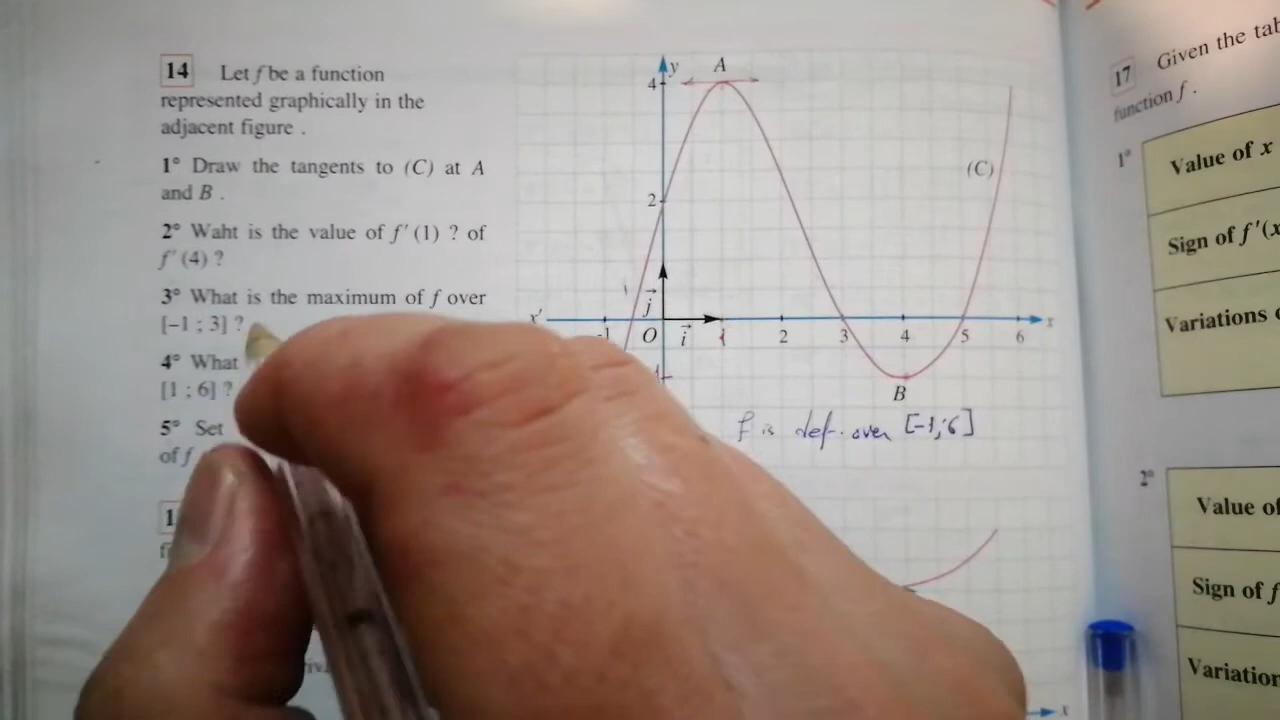 14 Let f be a function
represented graphically in the
adjacent figure .
1° Draw the tangents to (C) at A
and B .
2° Waht is the value of f' (1) ? of
f' (4) ?
3° What is the maximum of f over
[–1 ; 3] ?
4° What
[1 ; 6] ?
5° Set
of f
1
y
A
4
2
(C)
x'
-1
O
j
i
1
2
3
4
5
6
x
B
f is def. over [-1;6]
x
17 Given the
function f .
1°
Value of x
Sign of f'(x
Variations
2°
Value of
Sign of f
Variation